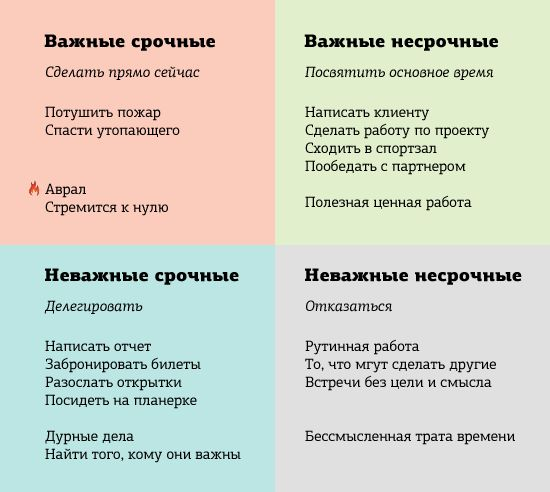 Важные срочные
Сделать прямо сейчас
Потушить пожар
Спасти утопающего
Аврал
Стремится к нулю
Важные несрочные
Посвятить основное время
Написать клиенту
Сделать работу по проекту
Сходить в спортзал
Пообедать с партнером
Полезная ценная работа
Неважные срочные
Делегировать
Написать отчет
Забронировать билеты
Разослать открытки
Посидеть на планерке
Дурные дела
Найти того, кому они важны
Неважные несрочные
Отказаться
Рутинная работа
То, что мгут сделать другие
Встречи без цели и смысла
Бессмысленная трата времени